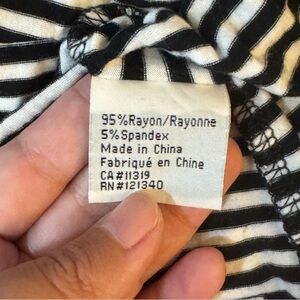 95%Rayon/Rayonne
5%Spandex
Made in China
Fabriqué en Chine
CA#11319
RN#121340